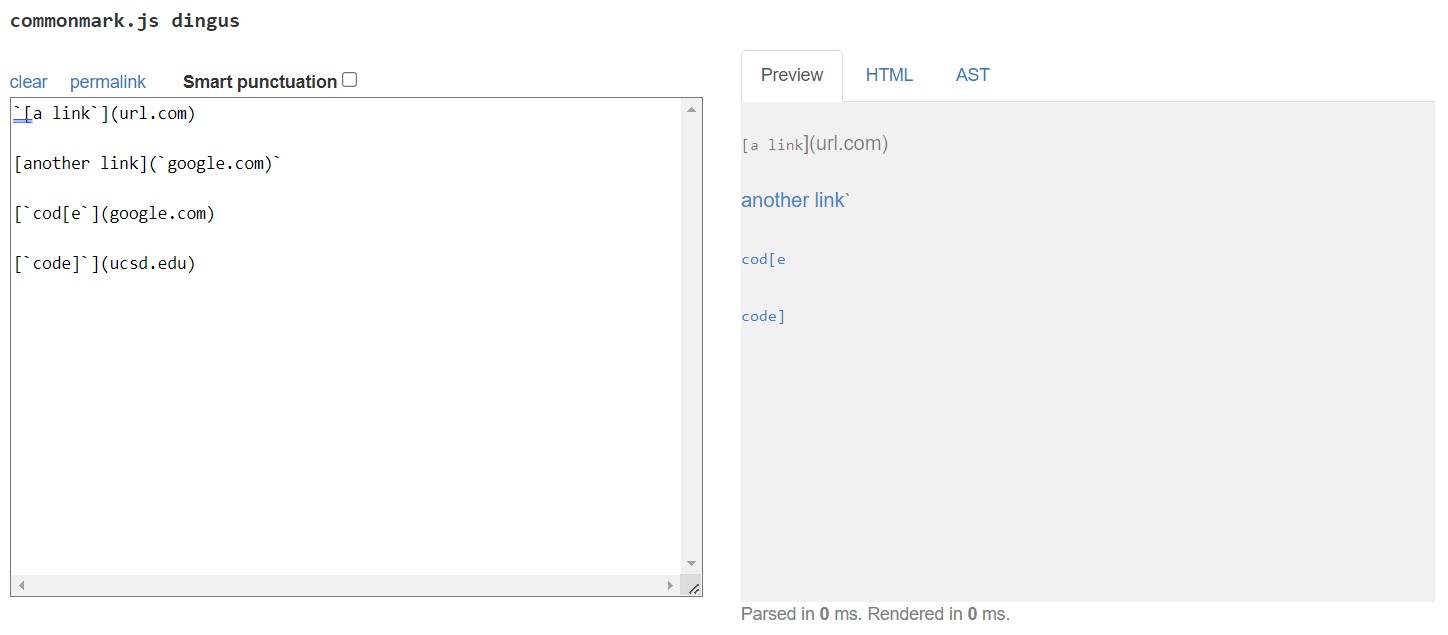 commonmark.js dingus
clear permalink Smart punctuation
`[a link`](url.com)
[another link](`google.com)`
[`cod[e`](google.com)
[`code]`](ucsd.edu)
Preview HTML AST
[a link](url.com)
another link`
cod[e
code]
Parsed in 0 ms. Rendered in 0 ms.